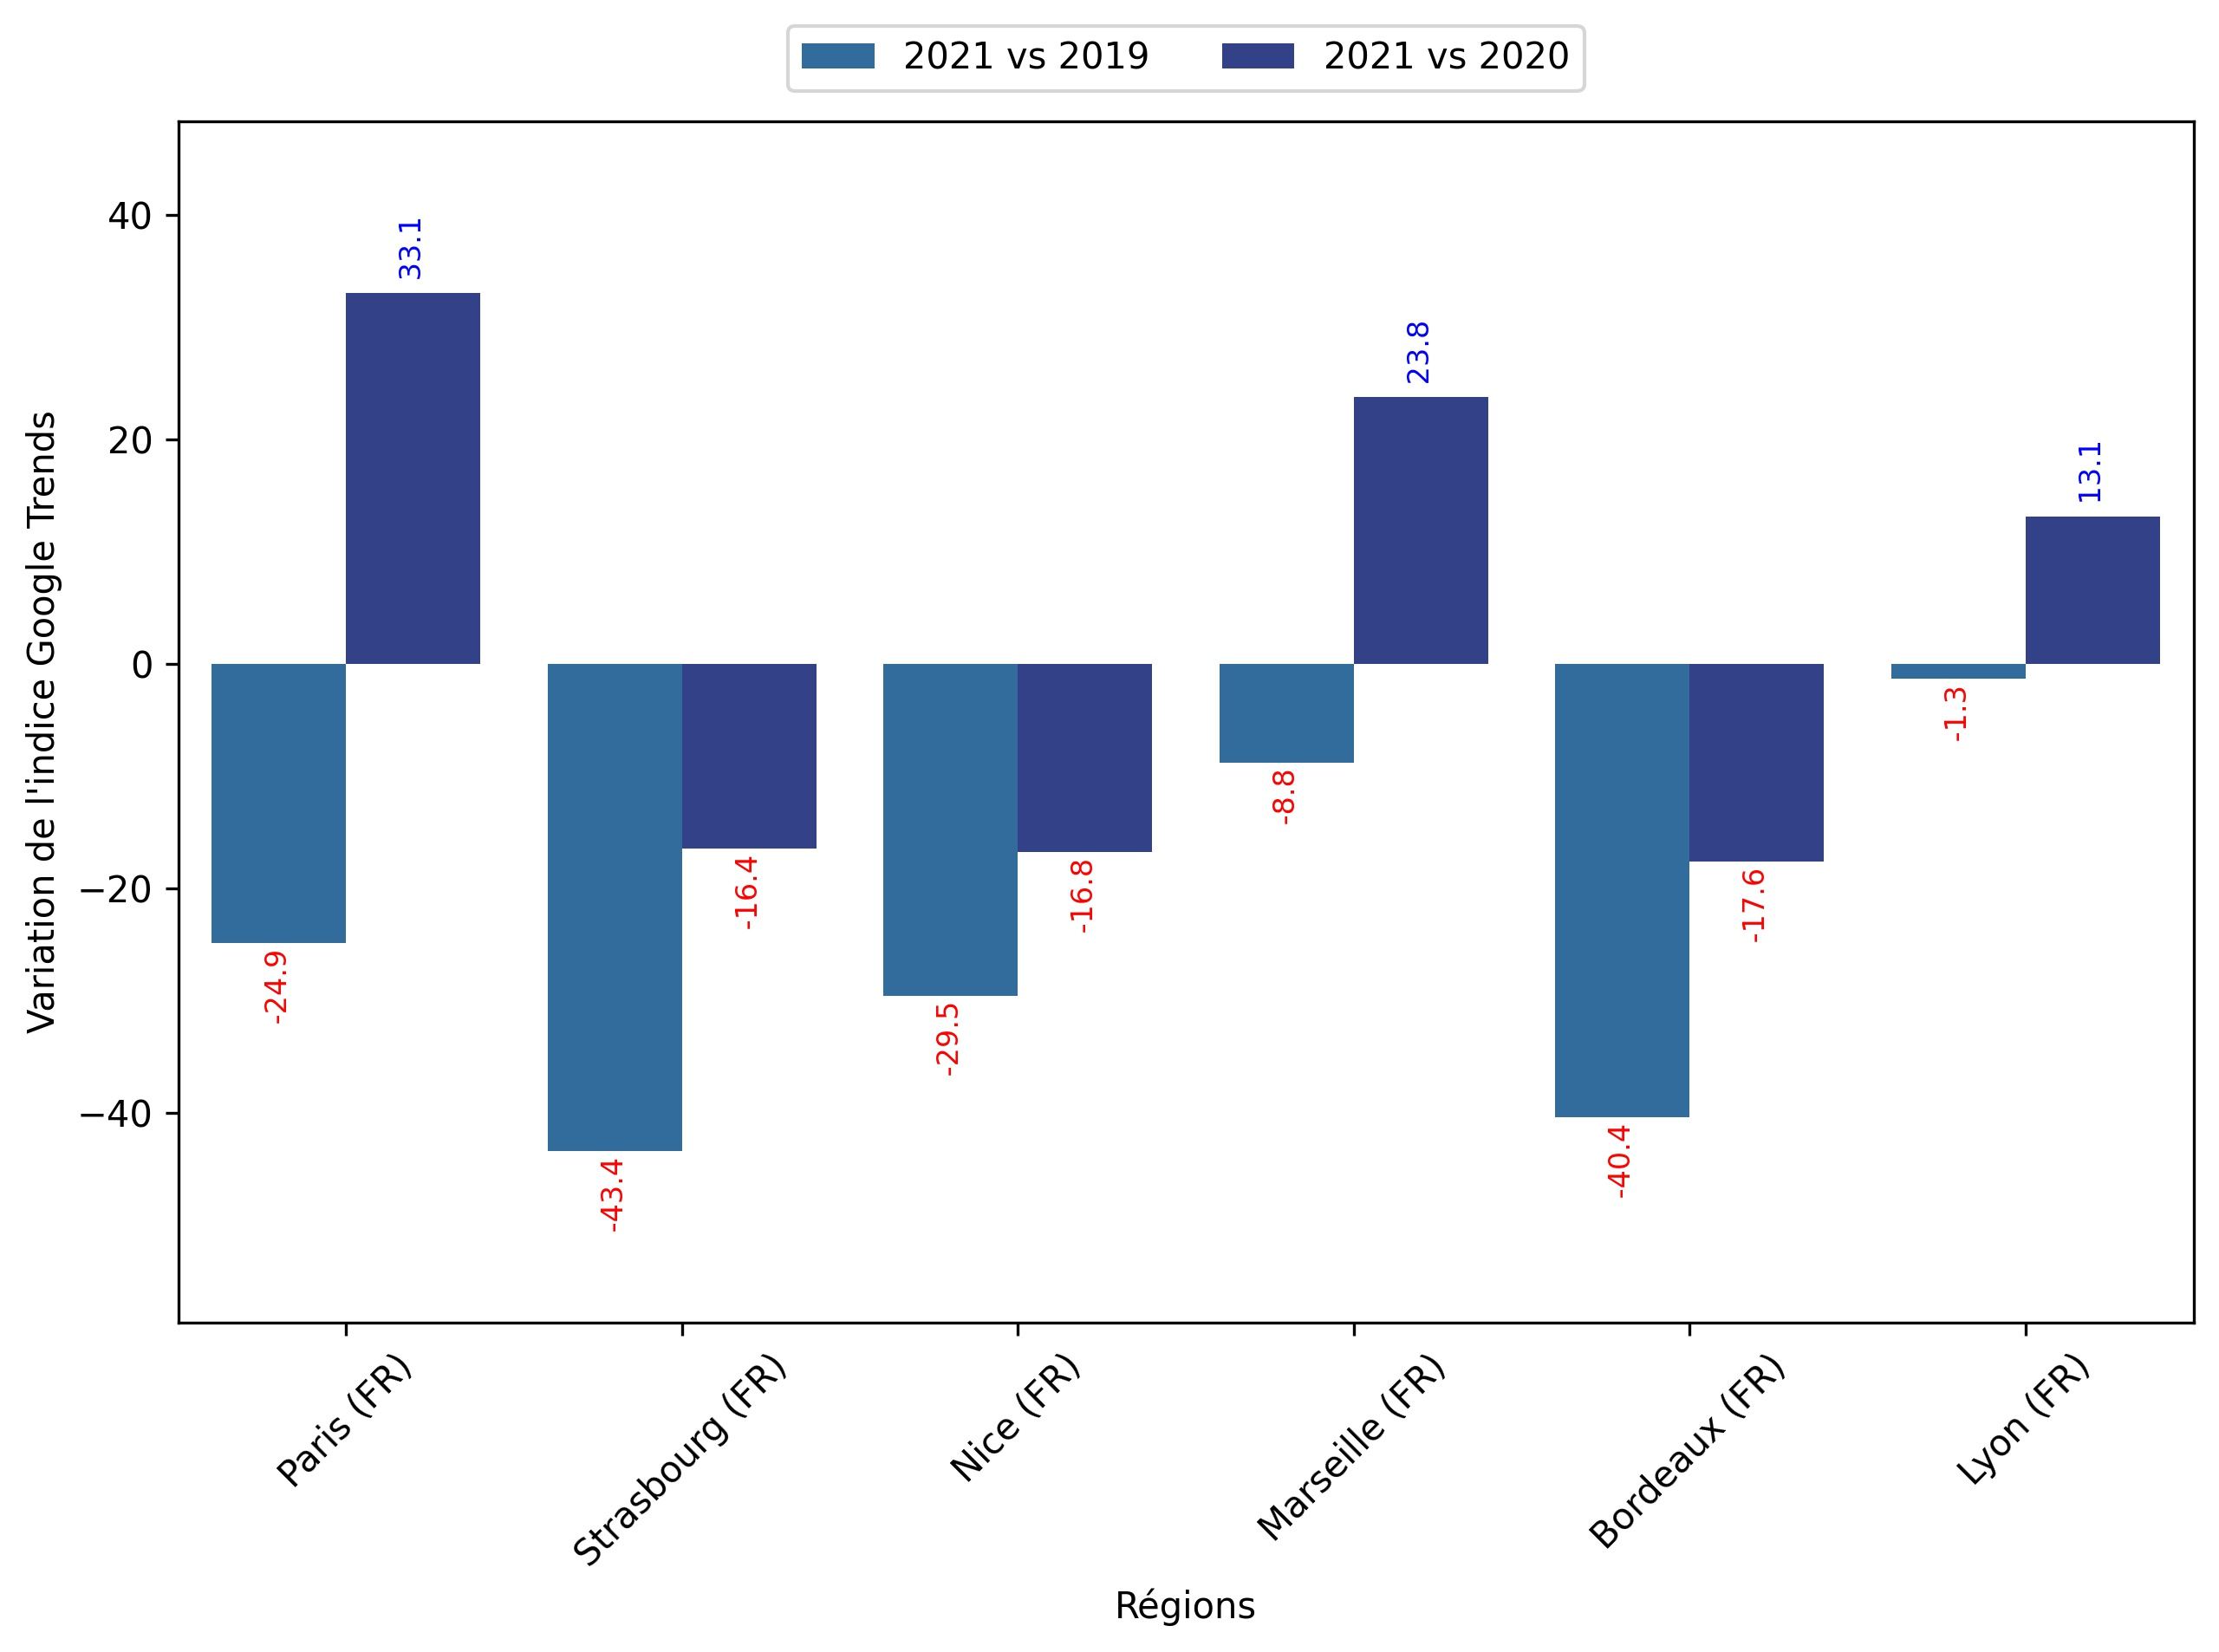 2021 vs 2019
2021 vs 2020
Variation de l'indice Google Trends
40
20
0
−20
−40
-24.9
33.1
-43.4
-16.4
-29.5
-16.8
-8.8
23.8
-40.4
-17.6
-1.3
13.1
Paris (FR)
Strasbourg (FR)
Nice (FR)
Marseille (FR)
Bordeaux (FR)
Lyon (FR)
Régions